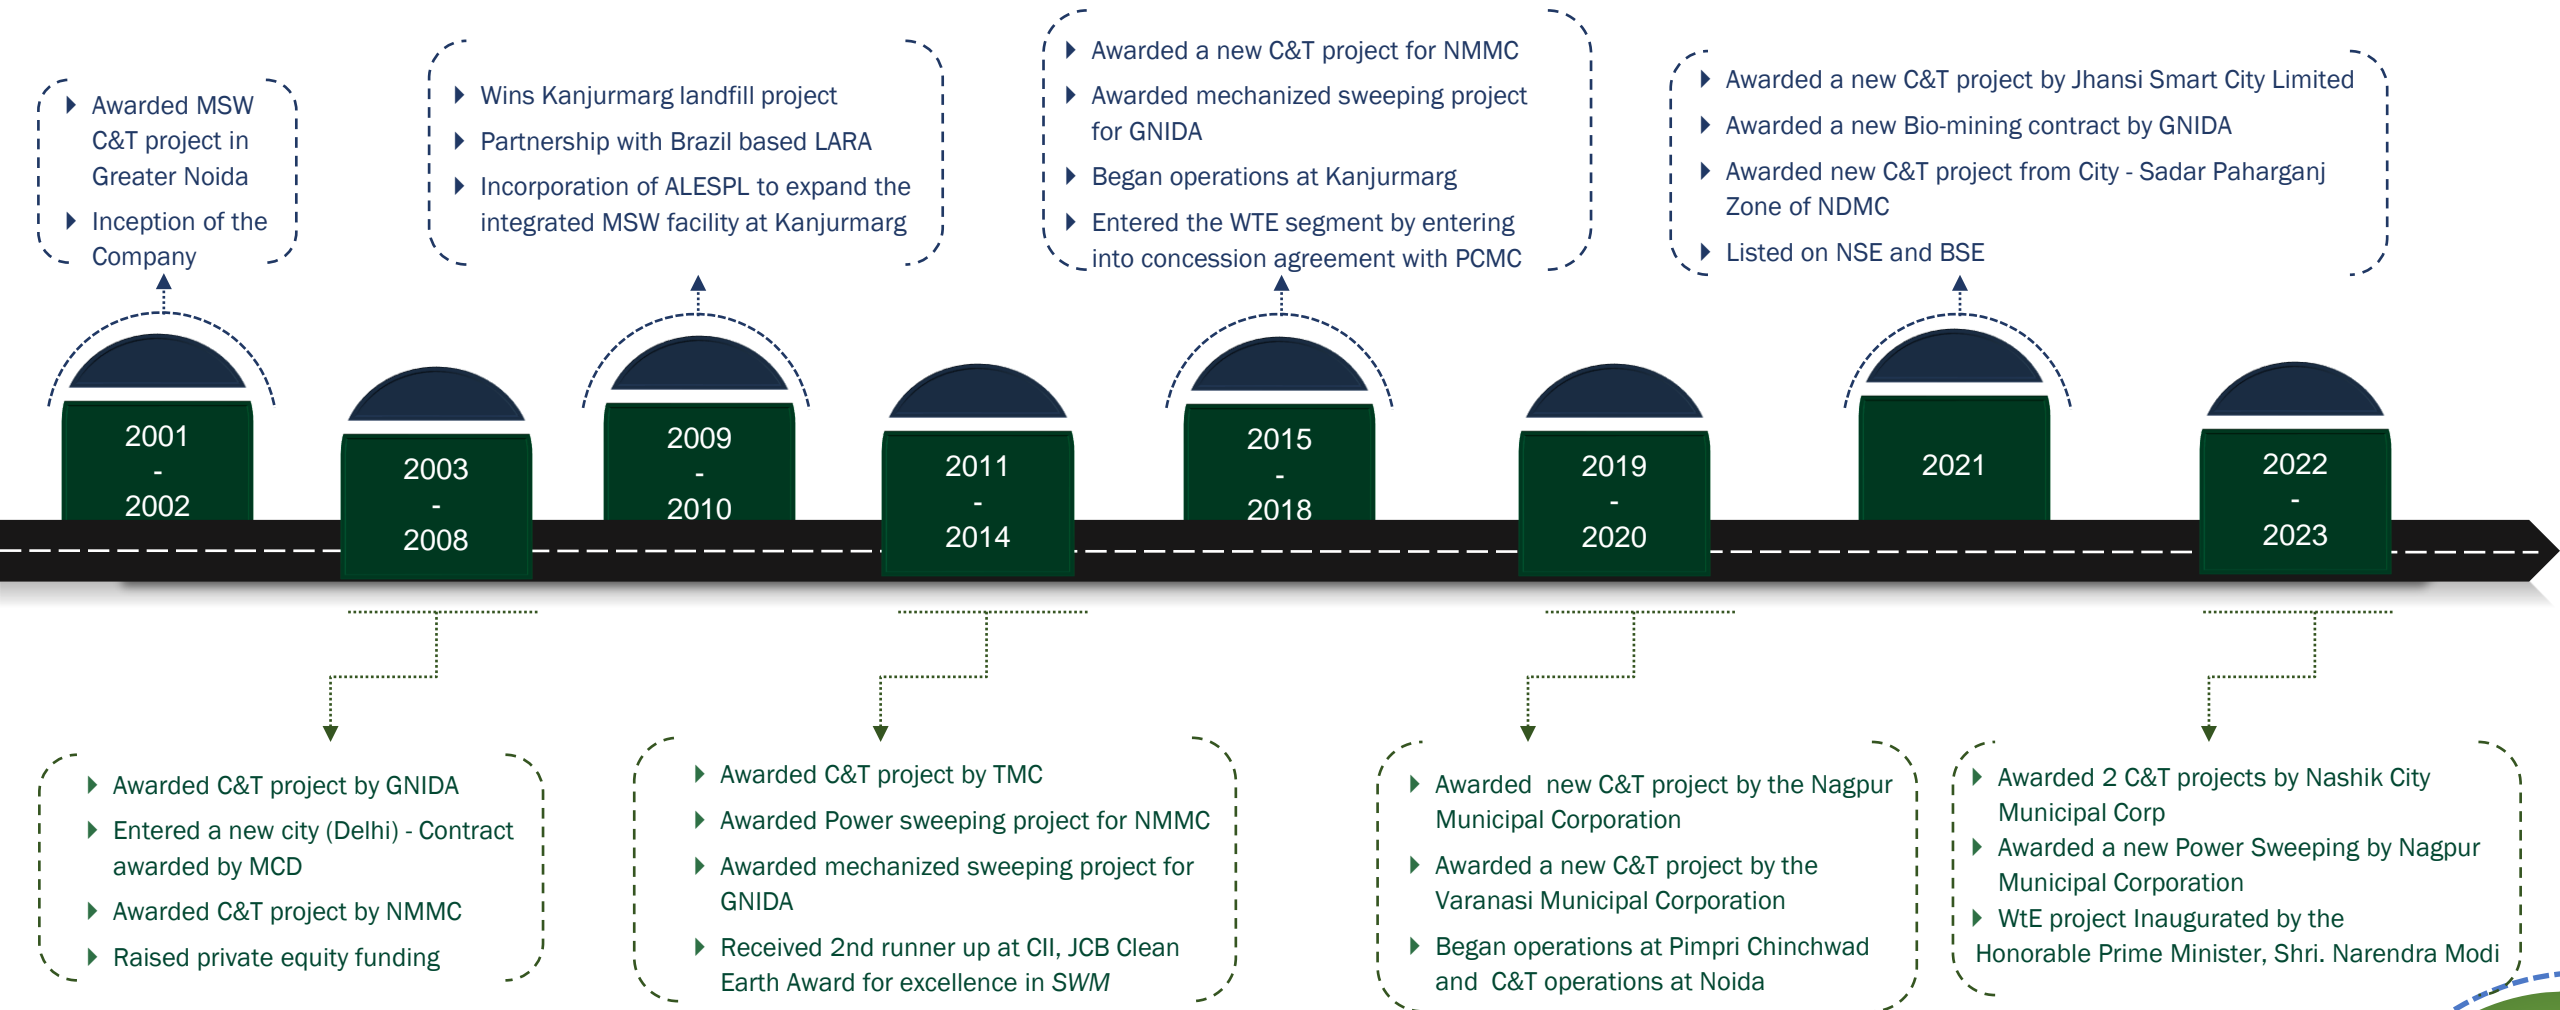 Awarded MSW
C&T project in
Greater Noida
Inception of the
Company
Wins Kanjurmarg landfill project
Partnership with Brazil based LARA
Incorporation of ALESPL to expand the
integrated MSW facility at Kanjurmarg
Awarded a new C&T project for NMMC
Awarded mechanized sweeping project
for GNIDA
Began operations at Kanjurmarg
Entered the WTE segment by entering
into concession agreement with PCMC
Awarded a new C&T project by Jhansi Smart City Limited
Awarded a new Bio-mining contract by GNIDA
Awarded new C&T project from City - Sadar Paharganj
Zone of NDMC
Listed on NSE and BSE
2001
-
2002
2003
-
2008
2009
-
2010
2011
-
2014
2015
-
2018
2019
-
2020
2021
2022
-
2023
Awarded C&T project by GNIDA
Entered a new city (Delhi) - Contract
awarded by MCD
Awarded C&T project by NMMC
Raised private equity funding
Awarded C&T project by TMC
Awarded Power sweeping project for NMMC
Awarded mechanized sweeping project for
GNIDA
Received 2nd runner up at CII, JCB Clean
Earth Award for excellence in SWM
Awarded  new C&T project by the Nagpur
Municipal Corporation
Awarded a new C&T project by the
Varanasi Municipal Corporation
Began operations at Pimpri Chinchwad
and  C&T operations at Noida
Awarded 2 C&T projects by Nashik City
Municipal Corp
Awarded a new Power Sweeping by Nagpur
Municipal Corporation
WtE project Inaugurated by the
Honorable Prime Minister, Shri. Narendra Modi